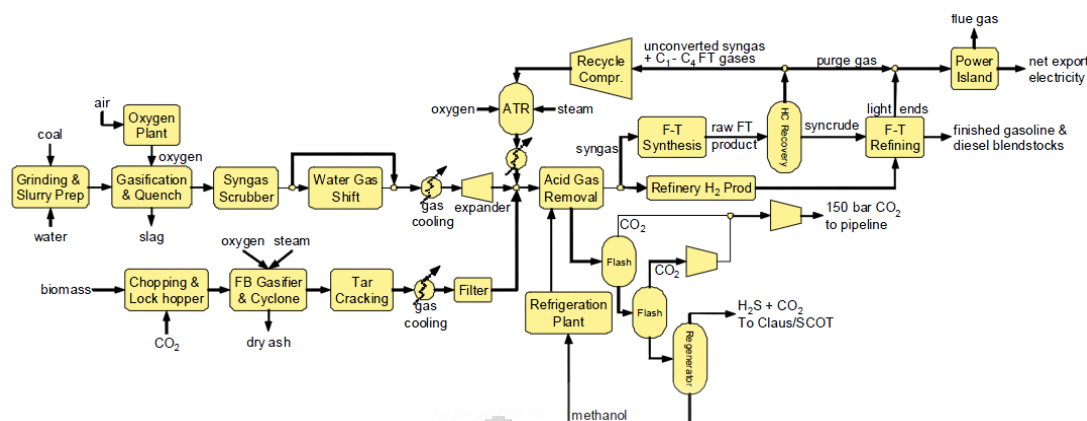 flue gas
unconverted syngas
+ C₁- C₄ FT gases
purge gas
Recycle
Compr.
Power
Island
net export
electricity
air
Oxygen
Plant
oxygen
ATR
steam
light ends
HC Recovery
coal
oxygen
syngas
F-T
Synthesis
raw FT
product
syncrude
F-T
Refining
finished gasoline &
diesel blendstocks
Grinding &
Slurry Prep
Gasification
& Quench
Syngas
Scrubber
Water Gas
Shift
gas
cooling
expander
Acid Gas
Removal
Refinery H₂ Prod
water
slag
CO₂
150 bar CO₂
to pipeline
oxygen steam
Flash
CO₂
biomass
Chopping &
Lock hopper
FB Gasifier
& Cyclone
Tar
Cracking
gas
cooling
Filter
Refrigeration
Plant
Flash
H₂S + CO₂
To Claus/SCOT
CO₂
dry ash
Regenerator
methanol